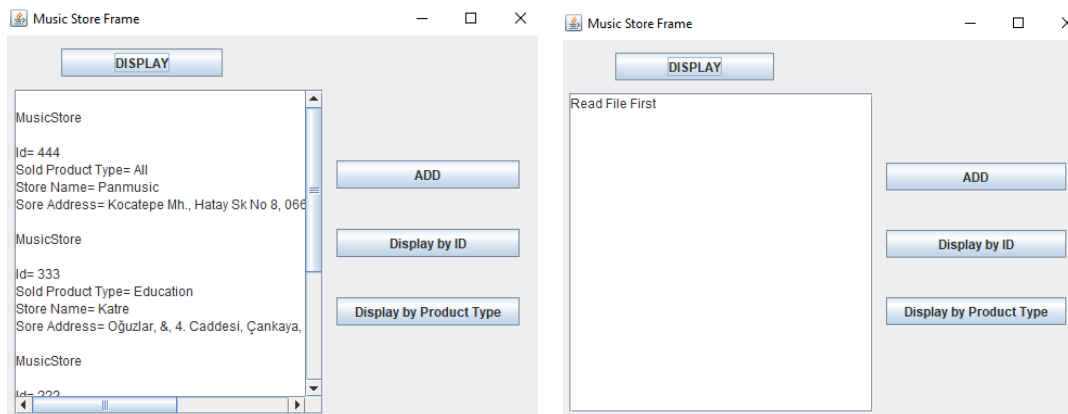 Music Store Frame
DISPLAY
MusicStore
Id= 444
Sold Product Type= All
Store Name= Panmusic
Sore Address= Kocatepe Mh., Hatay Sk No 8, 066
MusicStore
Id= 333
Sold Product Type= Education
Store Name= Katre
Sore Address= Oğuzlar, &, 4. Caddesi, Çankaya,
MusicStore
Id= 222
ADD
Display by ID
Display by Product Type
Music Store Frame
DISPLAY
Read File First
ADD
Display by ID
Display by Product Type